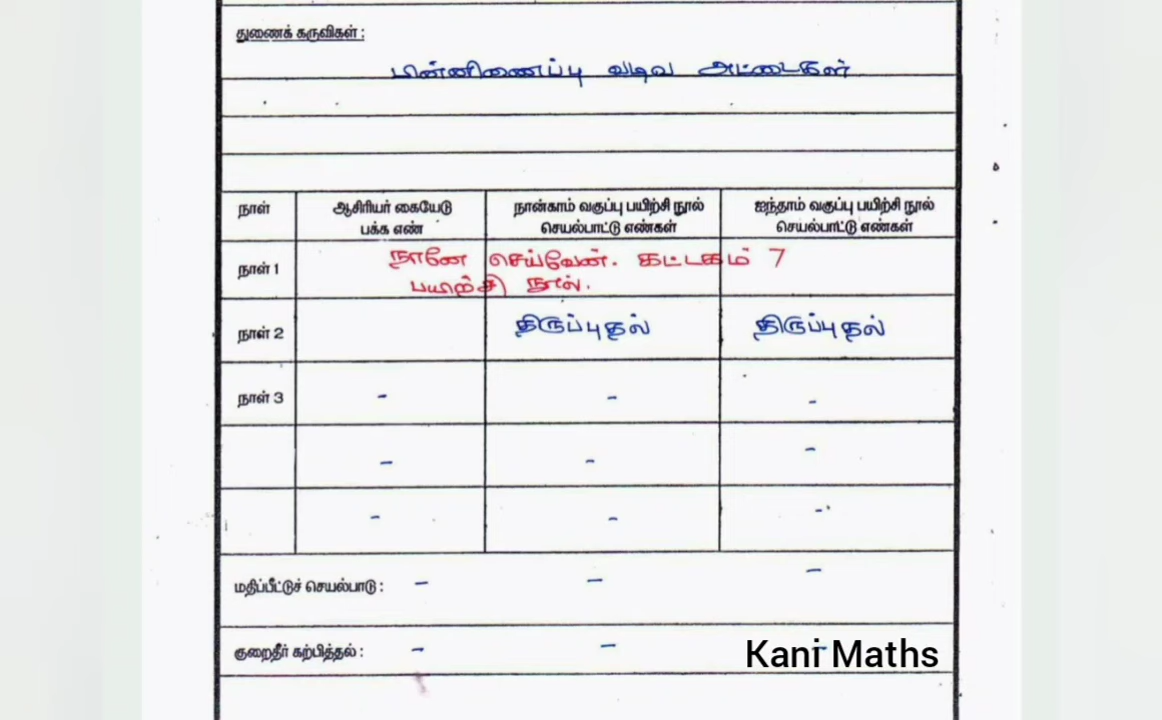 துணைக் கருவிகள் :
மின்னிணைப்பு வடிவ அட்டைகள்
நாள் ஆசிரியர் கையேடு பக்க எண் நான்காம் வகுப்பு பயிற்சி நூல் செயல்பாட்டு எண்கள் ஐந்தாம் வகுப்பு பயிற்சி நூல் செயல்பாட்டு எண்கள்
நாள் 1 நானே செய்வேன். கட்டகம் 7
பயிற்சி நூல்.
நாள் 2 திருப்புதல் திருப்புதல்
நாள் 3 - - -
- - -
- - -
மதிப்பீட்டுச் செயல்பாடு : - - -
குறைதீர் கற்பித்தல் : - - -
Kani Maths